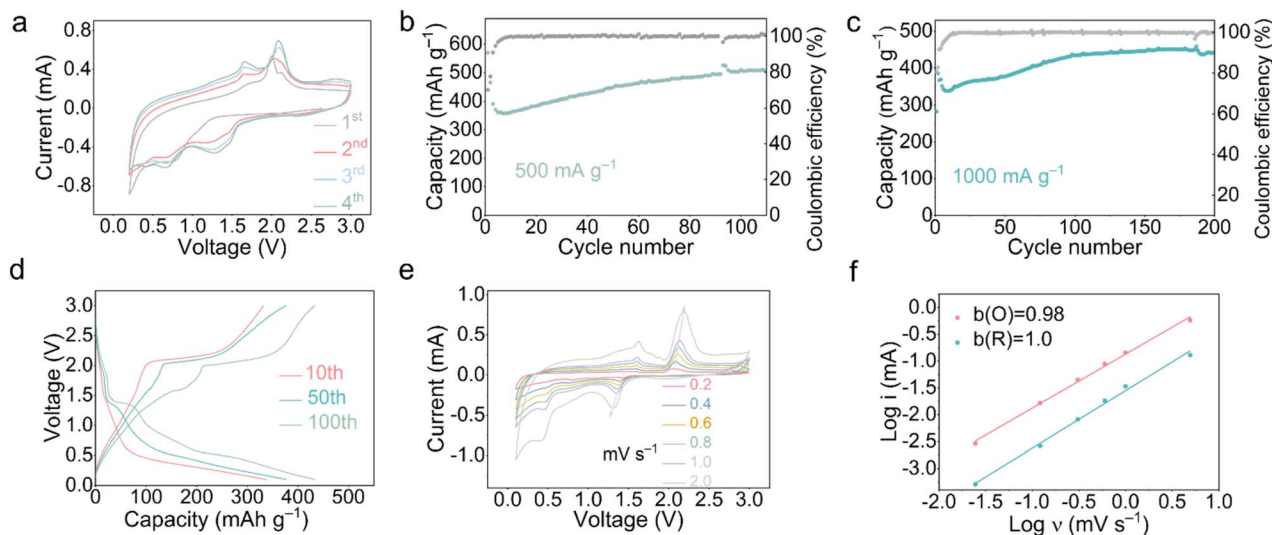 a
Current (mA)
0.8
0.4
0.0
-0.4
-0.8
1st
2nd
3rd
4th
0.0 0.5 1.0 1.5 2.0 2.5 3.0
Voltage (V)
b
Capacity (mAh g–1)
600
500
400
300
200
100
0
500 mA g–1
100
80
60
40
20
0
Coulombic efficiency (%)
0 20 40 60 80 100
Cycle number
c
Capacity (mAh g–1)
500
400
300
200
100
0
1000 mA g–1
100
80
60
40
20
0
Coulombic efficiency (%)
0 50 100 150 200
Cycle number
d
Voltage (V)
3.0
2.5
2.0
1.5
1.0
0.5
0
10th
50th
100th
0 100 200 300 400 500
Capacity (mAh g–1)
e
Current (mA)
1.0
0.5
0.0
-0.5
-1.0
mV s–1
0.2
0.4
0.6
0.8
1.0
2.0
0.0 0.5 1.0 1.5 2.0 2.5 3.0
Voltage (V)
f
Log i (mA)
0.0
-0.5
-1.0
-1.5
-2.0
-2.5
-3.0
b(O)=0.98
b(R)=1.0
-2.0 -1.5 -1.0 -0.5 0.0 0.5 1.0
Log ν (mV s–1)